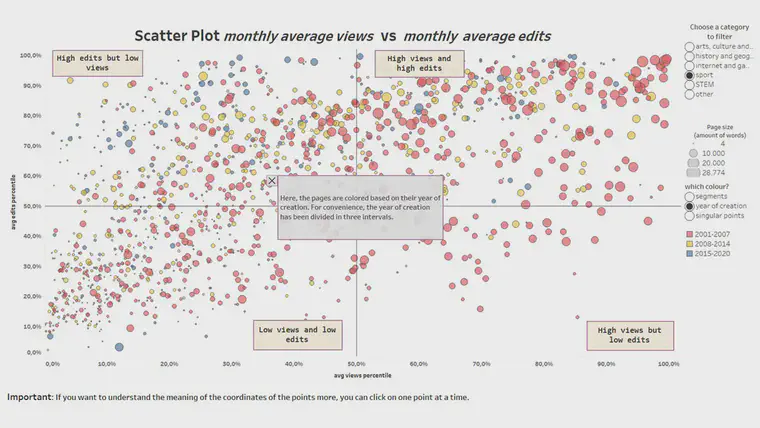 Scatter Plot monthly average views vs monthly average edits
Choose a category
to filter
arts, culture and...
history and geog...
internet and ga...
sport
STEM
other
Page size
(amount of words)
4
10.000
20.000
28.774
which colour?
segments
year of creation
singular points
2001-2007
2008-2014
2015-2020
High edits but low
views
High views and
high edits
Here, the pages are colored based on their year of
creation. For convenience, the year of creation
has been divided in three intervals.
Low views and low
edits
High views but
low edits
avg edits percentile
100,0%
90,0%
80,0%
70,0%
60,0%
50,0%
40,0%
30,0%
20,0%
10,0%
0,0%
0,0% 10,0% 20,0% 30,0% 40,0% 50,0% 60,0% 70,0% 80,0% 90,0% 100,0%
avg views percentile
Important: If you want to understand the meaning of the coordinates of the points more, you can click on one point at a time.